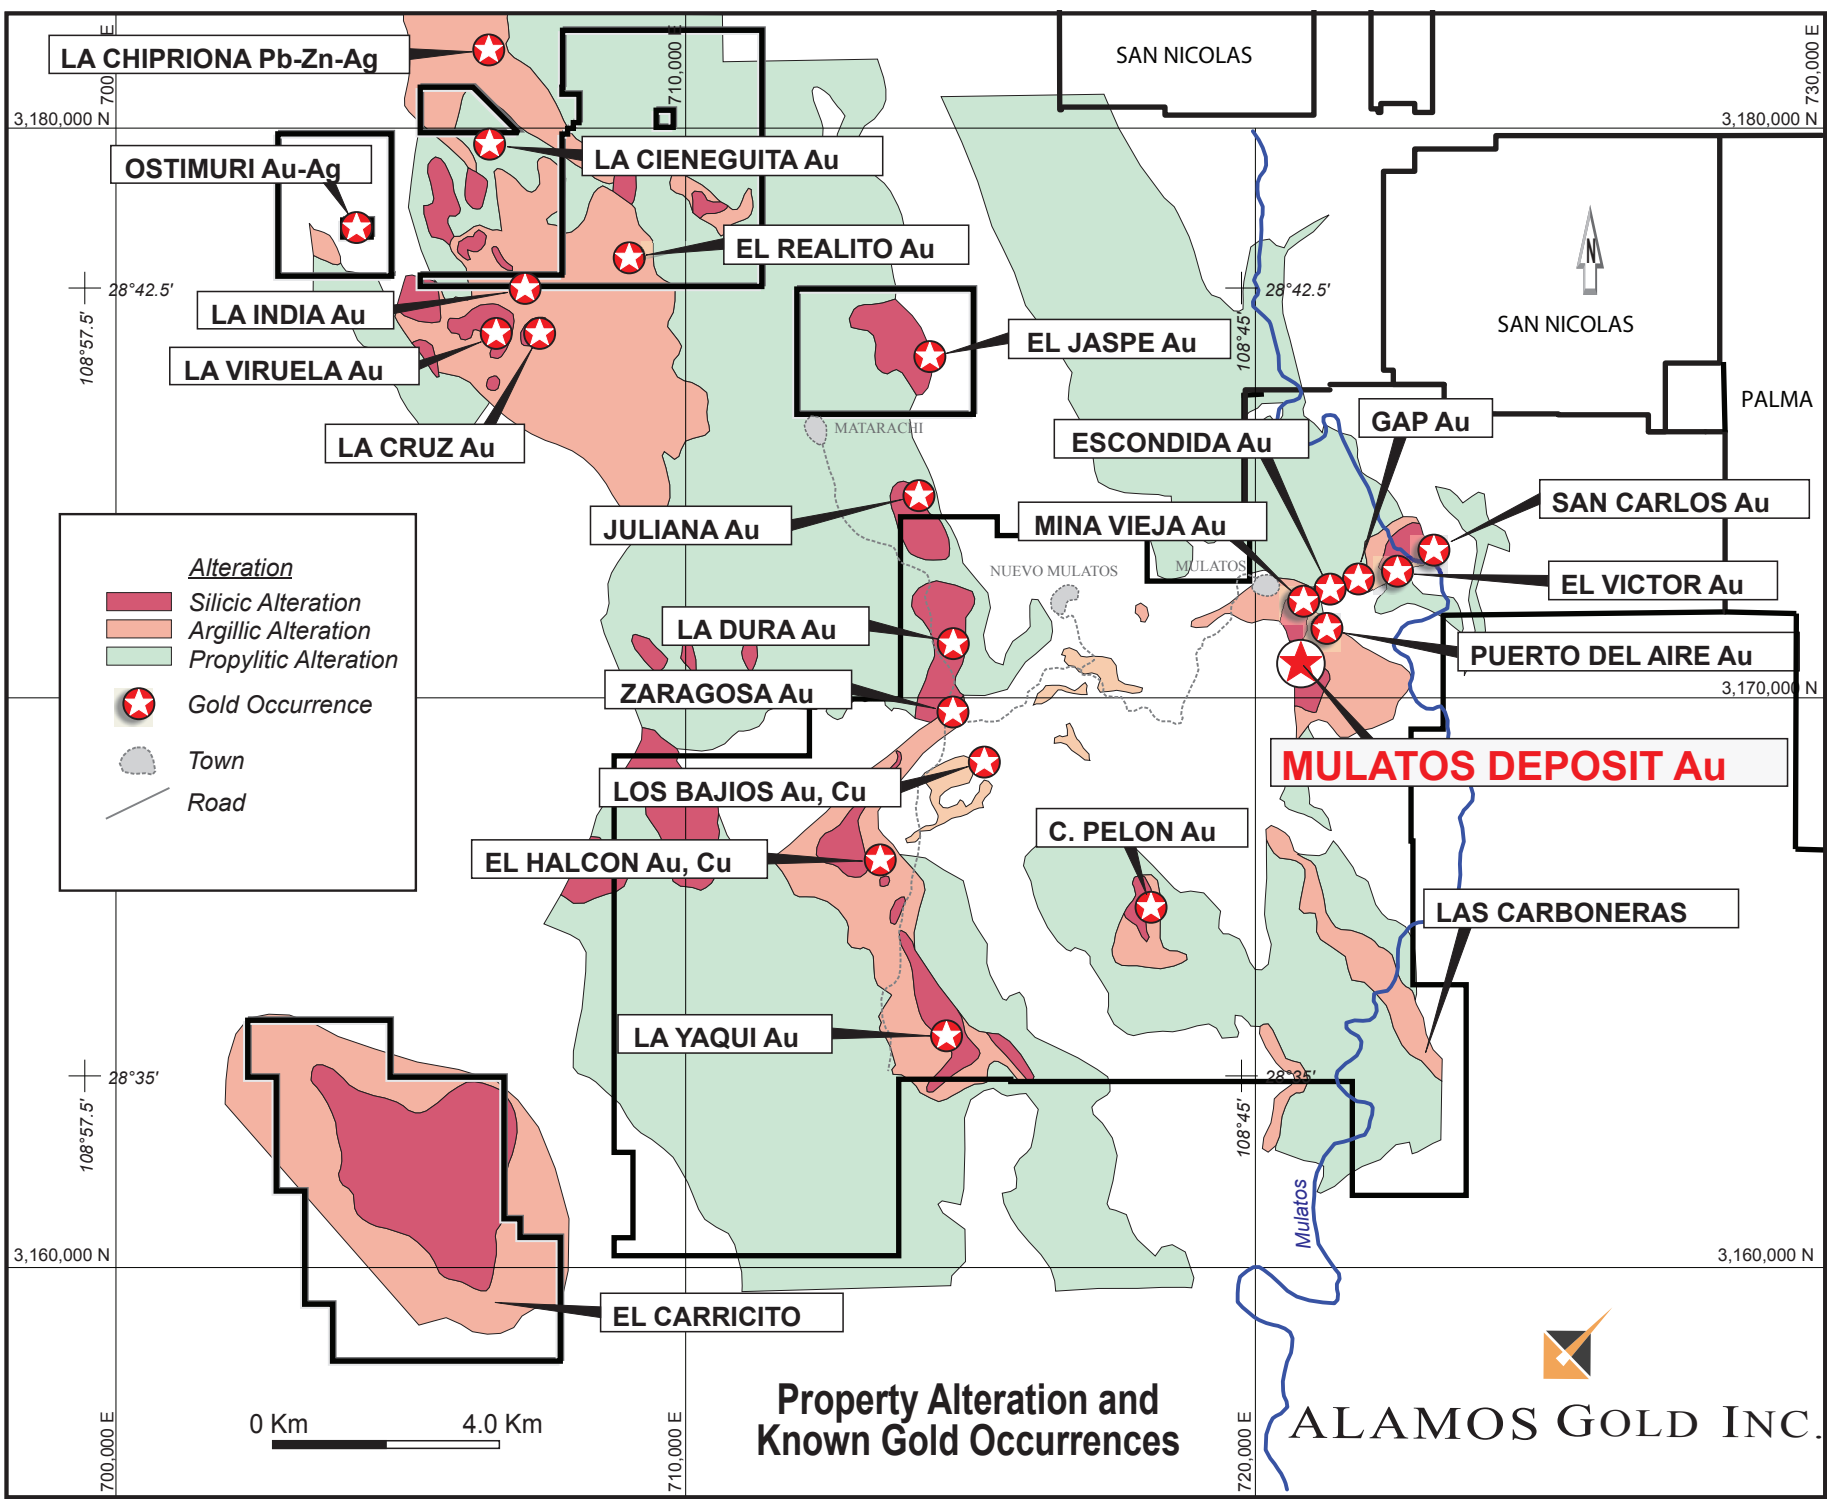 LA CHIPRIONA Pb-Zn-Ag
700
E
710,000 E
SAN NICOLAS
730,000 E
3,180,000 N
3,180,000 N
OSTIMURI Au-Ag
LA CIENEGUITA Au
EL REALITO Au
N
28°42.5'
28°42.5'
LA INDIA Au
SAN NICOLAS
108°57.5'
108°45'
EL JASPE Au
LA VIRUELA Au
PALMA
GAP Au
MATARACHI
ESCONDIDA Au
LA CRUZ Au
SAN CARLOS Au
JULIANA Au
MINA VIEJA Au
Alteration
NUEVO MULATOS
MULATOS
EL VICTOR Au
Silicic Alteration
Argillic Alteration
LA DURA Au
Propylitic Alteration
PUERTO DEL AIRE Au
ZARAGOSA Au
3,170,000 N
Gold Occurrence
Town
MULATOS DEPOSIT Au
LOS BAJIOS Au, Cu
Road
C. PELON Au
EL HALCON Au, Cu
LAS CARBONERAS
LA YAQUI Au
28°35'
28°35'
108°57.5'
108°45'
Mulatos
3,160,000 N
3,160,000 N
EL CARRICITO
Property Alteration and
Known Gold Occurrences
0 Km
4.0 Km
700,000 E
710,000 E
720,000 E
ALAMOS GOLD INC.